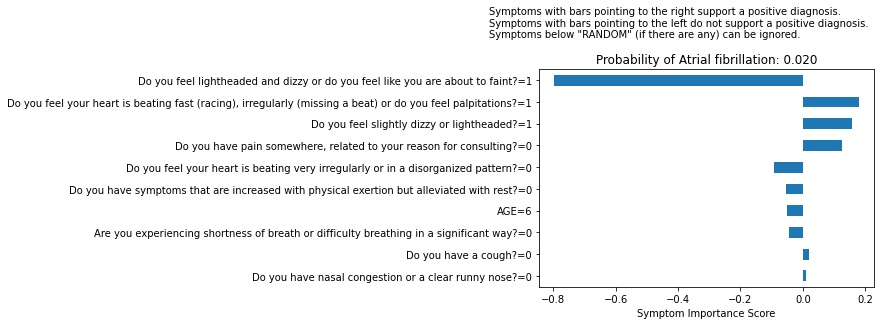 Symptoms with bars pointing to the right support a positive diagnosis.
Symptoms with bars pointing to the left do not support a positive diagnosis.
Symptoms below "RANDOM" (if there are any) can be ignored.
Probability of Atrial fibrillation: 0.020
Do you feel lightheaded and dizzy or do you feel like you are about to faint?=1
Do you feel your heart is beating fast (racing), irregularly (missing a beat) or do you feel palpitations?=1
Do you feel slightly dizzy or lightheaded?=1
Do you have pain somewhere, related to your reason for consulting?=0
Do you feel your heart is beating very irregularly or in a disorganized pattern?=0
Do you have symptoms that are increased with physical exertion but alleviated with rest?=0
AGE=6
Are you experiencing shortness of breath or difficulty breathing in a significant way?=0
Do you have a cough?=0
Do you have nasal congestion or a clear runny nose?=0
−0.8 −0.6 −0.4 −0.2 0.0 0.2
Symptom Importance Score